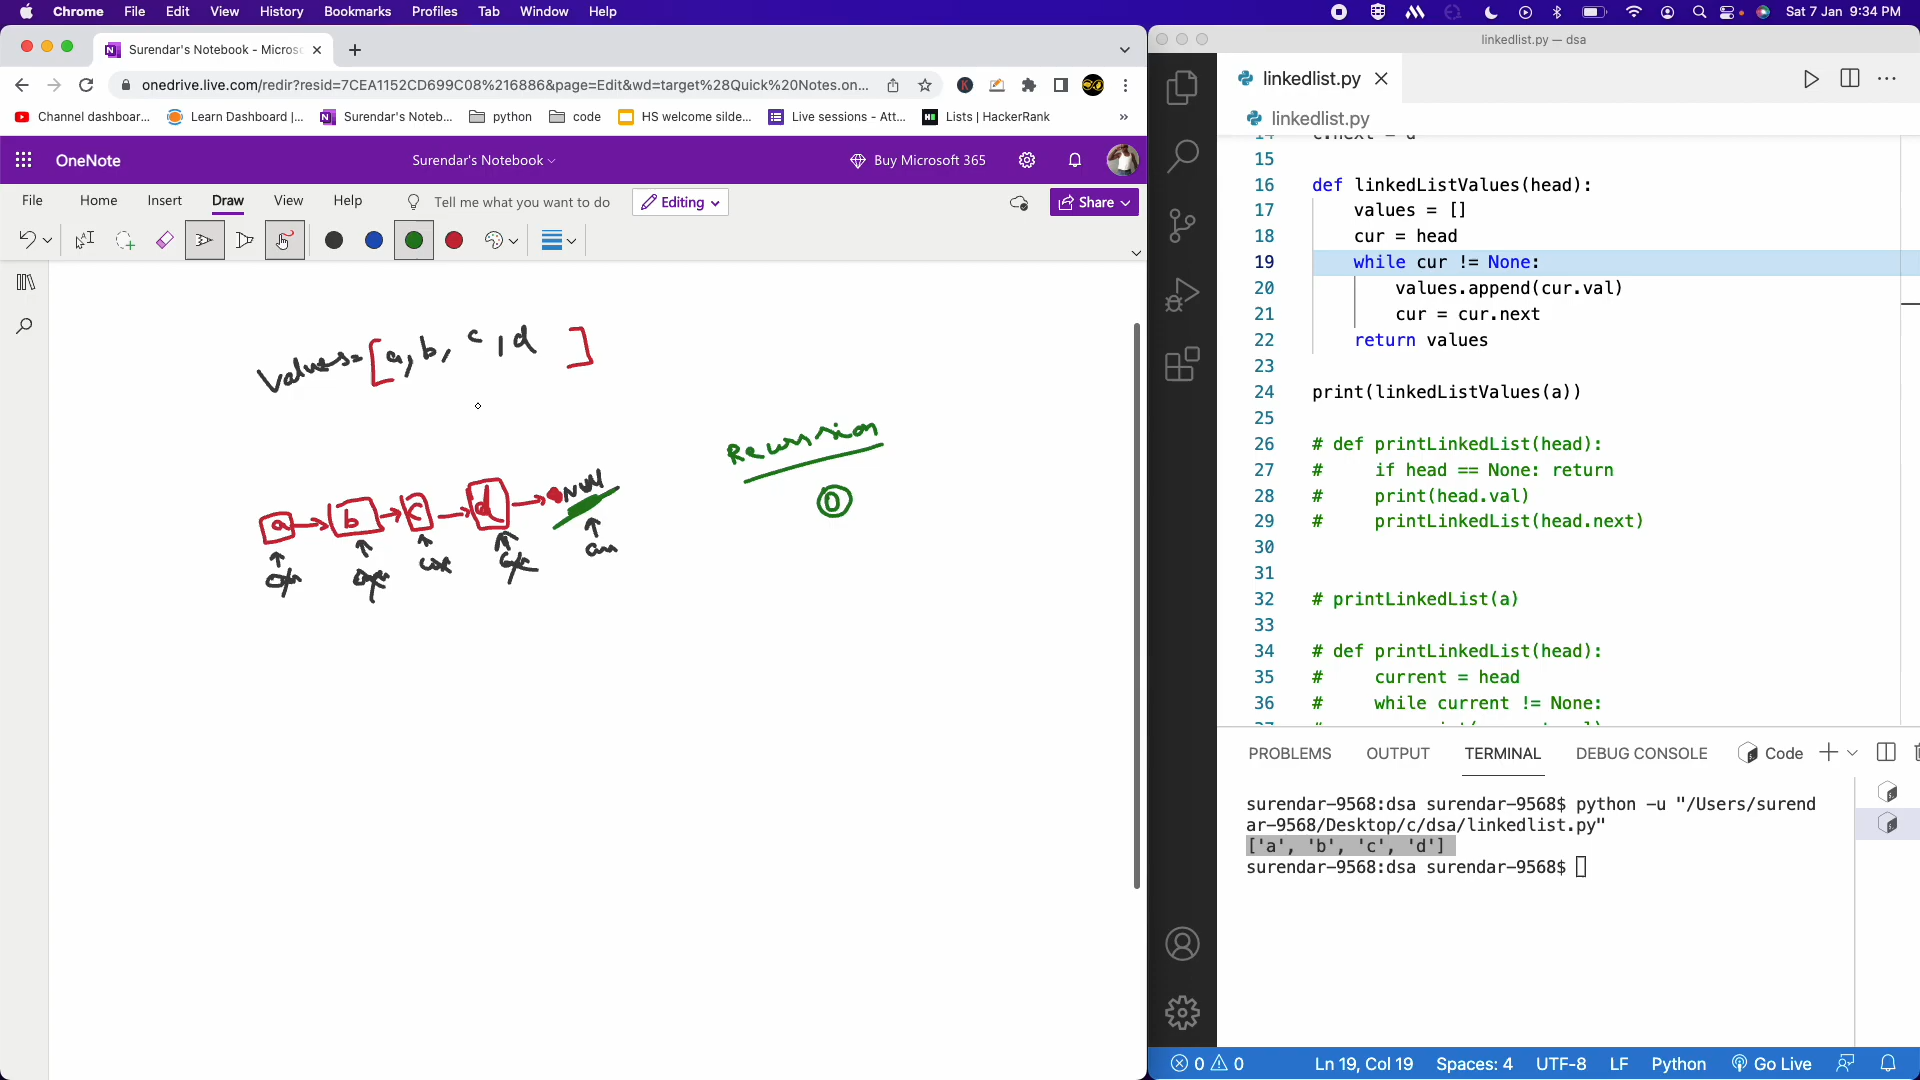 Chrome File Edit View History Bookmarks Profiles Tab Window Help Sat 7 Jan 9:34 PM
Surendar's Notebook - Micros
onedrive.live.com/redir?resid=7CEA1152CD699C08%216886&page=Edit&wd=target%28Quick%20Notes.on...
Channel dashboar... Learn Dashboard |... Surendar's Noteb... python code HS welcome silde... Live sessions - Att... Lists | HackerRank »
OneNote Surendar's Notebook Buy Microsoft 365
File Home Insert Draw View Help Tell me what you want to do Editing Share
values=[a, b, c, d ]
Recursion
0
a b c d Null
cur
linkedlist.py — dsa
linkedlist.py
linkedlist.py
14 c.next = d
15
16 def linkedListValues(head):
17 values = []
18 cur = head
19 while cur != None:
20 values.append(cur.val)
21 cur = cur.next
22 return values
23
24 print(linkedListValues(a))
25
26 # def printLinkedList(head):
27 # if head == None: return
28 # print(head.val)
29 # printLinkedList(head.next)
30
31
32 # printLinkedList(a)
33
34 # def printLinkedList(head):
35 # current = head
36 # while current != None:
PROBLEMS OUTPUT TERMINAL DEBUG CONSOLE Code
surendar-9568:dsa surendar-9568$ python -u "/Users/surend
ar-9568/Desktop/c/dsa/linkedlist.py"
['a', 'b', 'c', 'd']
surendar-9568:dsa surendar-9568$
0 0 Ln 19, Col 19 Spaces: 4 UTF-8 LF Python Go Live